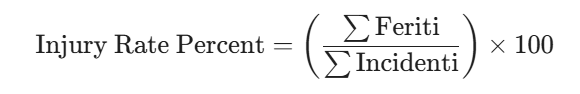 Injury Rate Percent = ( ∑ Feriti / ∑ Incidenti ) × 100